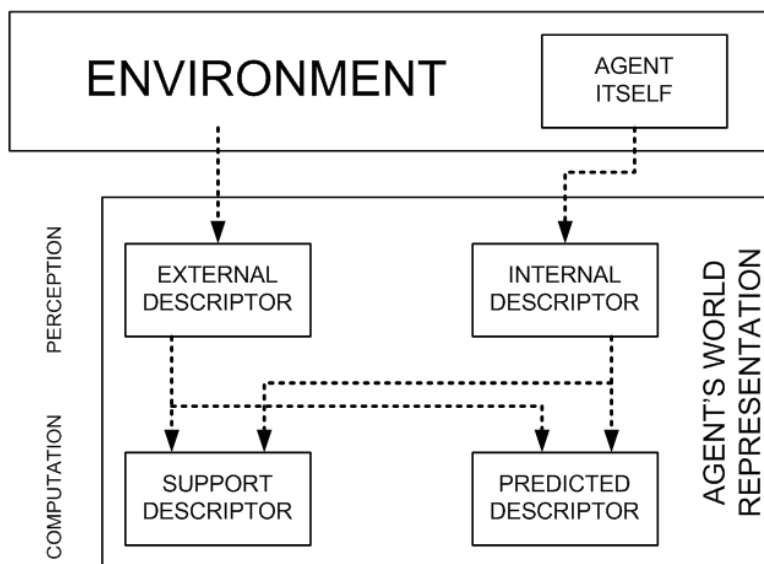 ENVIRONMENT
AGENT
ITSELF
PERCEPTION
EXTERNAL
DESCRIPTOR
INTERNAL
DESCRIPTOR
AGENT'S WORLD
REPRESENTATION
COMPUTATION
SUPPORT
DESCRIPTOR
PREDICTED
DESCRIPTOR